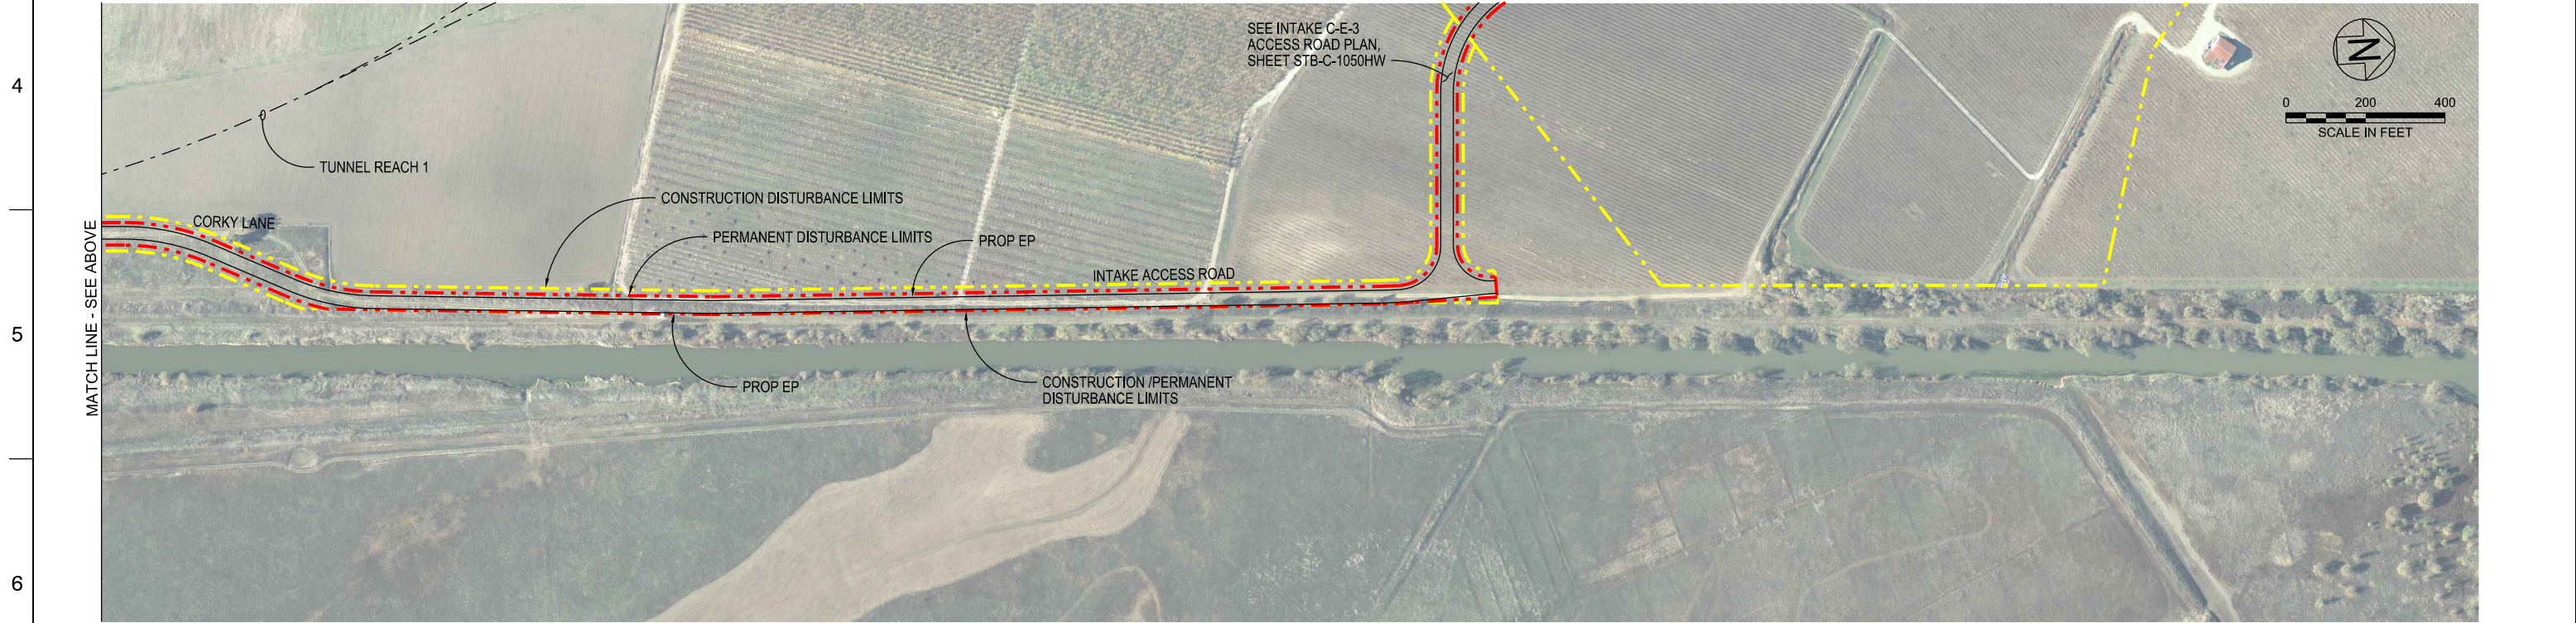 4
5
6
MATCH LINE - SEE ABOVE
TUNNEL REACH 1
CORKY LANE
CONSTRUCTION DISTURBANCE LIMITS
PERMANENT DISTURBANCE LIMITS
PROP EP
INTAKE ACCESS ROAD
SEE INTAKE C-E-3
ACCESS ROAD PLAN,
SHEET STB-C-1050HW
PROP EP
CONSTRUCTION /PERMANENT
DISTURBANCE LIMITS
N
0 200 400
SCALE IN FEET